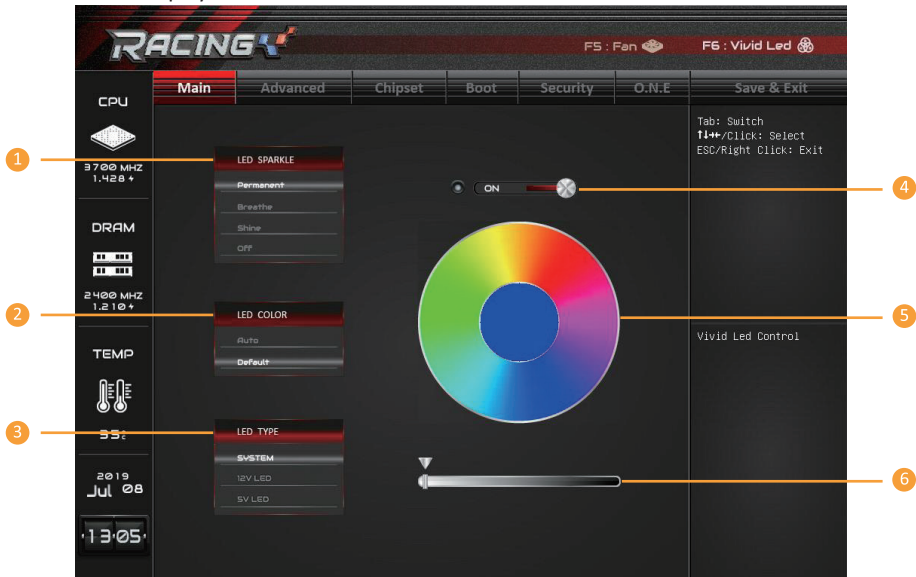 RACING
F5 : Fan
F6 : Vivid Led
Main Advanced Chipset Boot Security O.N.E Save & Exit
CPU
3700 MHZ
1.428
DRAM
2400 MHZ
1.210
TEMP
35°C
2019
Jul 08
13:05
1
LED SPARKLE
Permanent
Breathe
Shine
Off
2
LED COLOR
Auto
Default
3
LED TYPE
SYSTEM
12V LED
5V LED
ON
4
5
6
Tab: Switch
↑↓→←/Click: Select
ESC/Right Click: Exit
Vivid Led Control